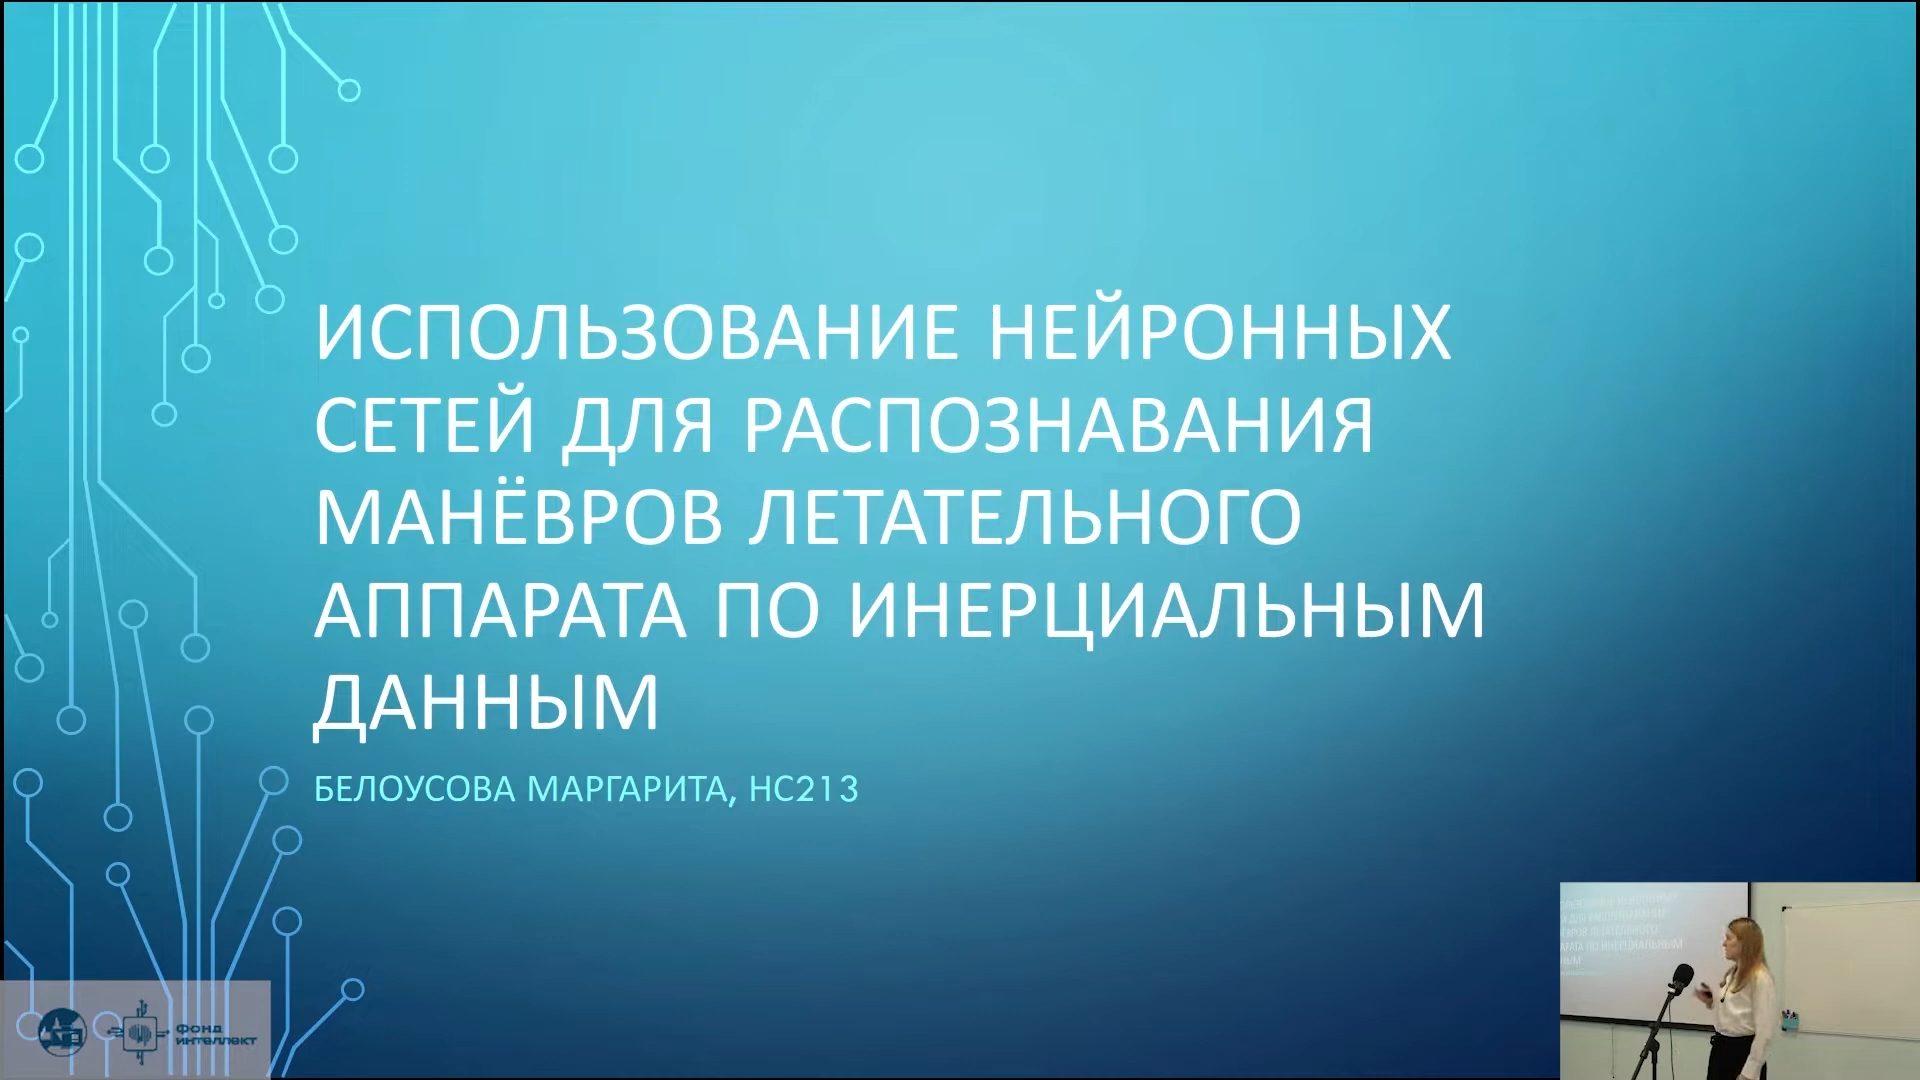 ИСПОЛЬЗОВАНИЕ НЕЙРОННЫХ
СЕТЕЙ ДЛЯ РАСПОЗНАВАНИЯ
МАНЁВРОВ ЛЕТАТЕЛЬНОГО
АППАРАТА ПО ИНЕРЦИАЛЬНЫМ
ДАННЫМ
БЕЛОУСОВА МАРГАРИТА, НС213
Фонд
интеллект